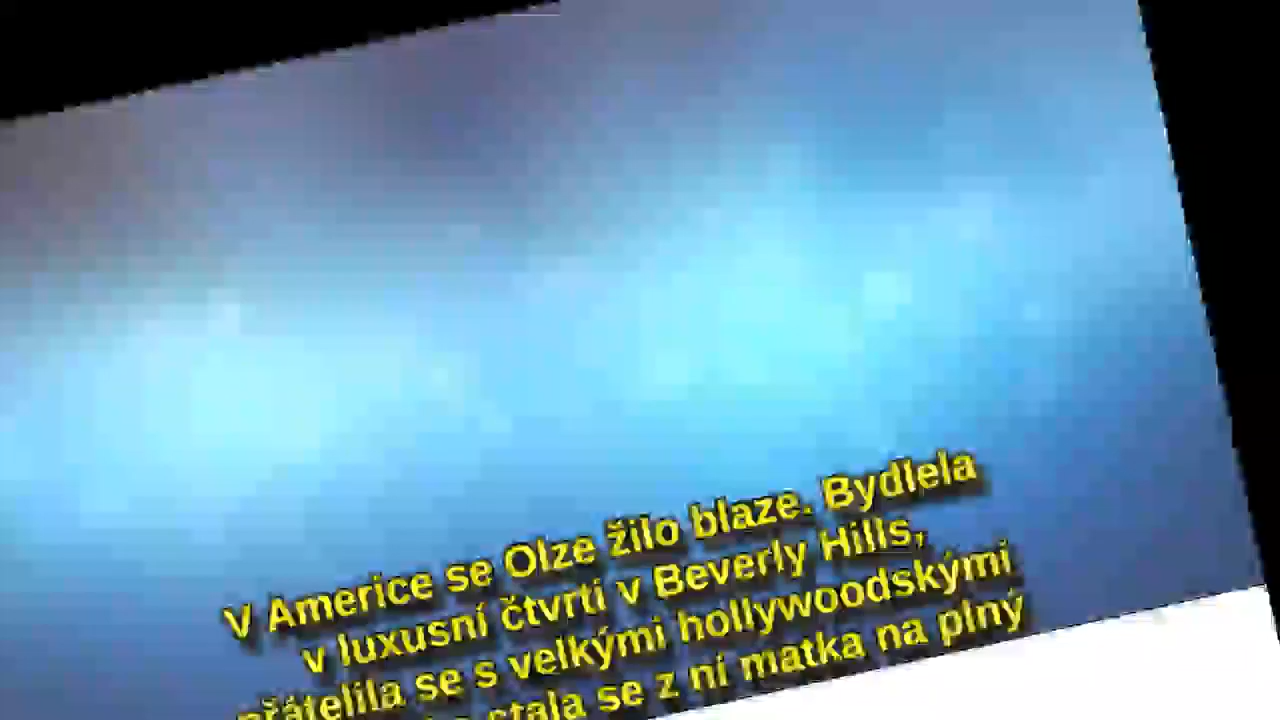 V Americe se Olze žilo blaze. Bydlela
v luxusní čtvrti v Beverly Hills,
přátelila se s velkými hollywoodskými
stala se z ní matka na plný